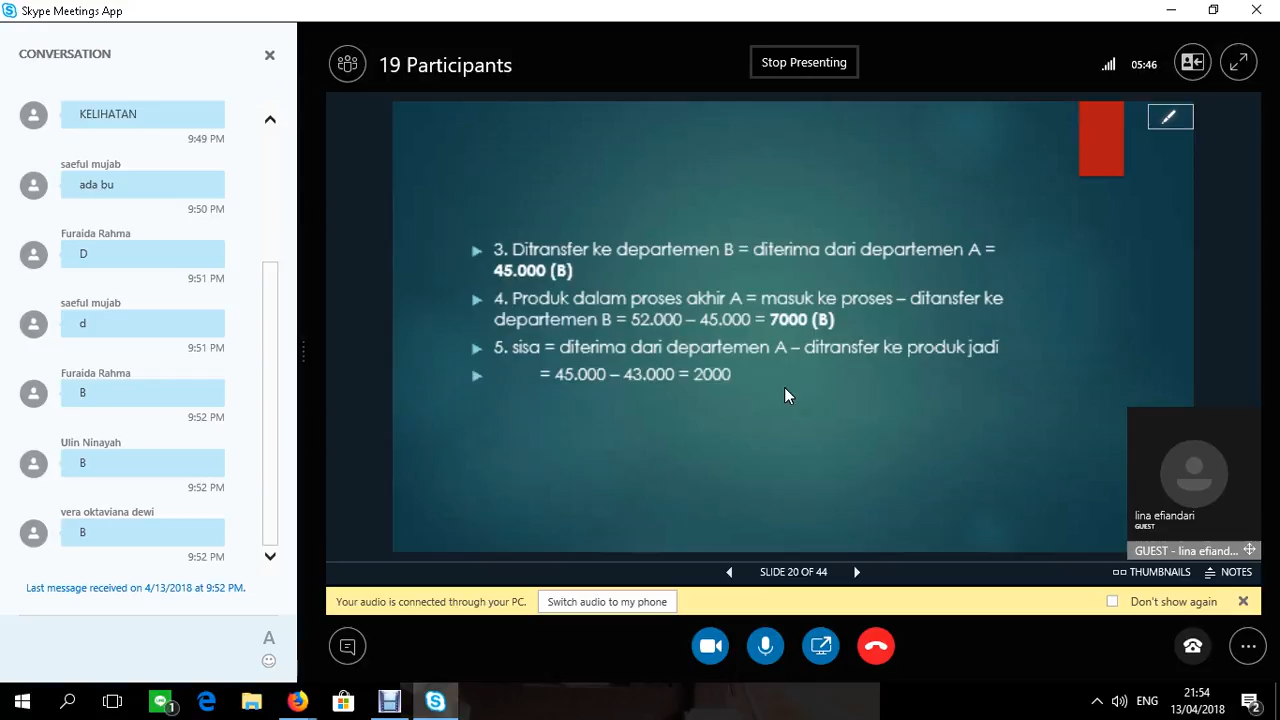 Skype Meetings App
CONVERSATION
KELIHATAN
9:49 PM
saeful mujab
ada bu
9:50 PM
Furaida Rahma
D
9:51 PM
saeful mujab
d
9:51 PM
Furaida Rahma
B
9:52 PM
Ulin Ninayah
B
9:52 PM
vera oktaviana dewi
B
9:52 PM
Last message received on 4/13/2018 at 9:52 PM.
A
19 Participants
Stop Presenting
05:46
3. Ditransfer ke departemen B = diterima dari departemen A =
45.000 (B)
4. Produk dalam proses akhir A = masuk ke proses – ditansfer ke
departemen B = 52.000 – 45.000 = 7000 (B)
5. sisa = diterima dari departemen A – ditransfer ke produk jadi
= 45.000 – 43.000 = 2000
lina efiandari
GUEST
GUEST - lina efiand...
SLIDE 20 OF 44
THUMBNAILS
NOTES
Your audio is connected through your PC.
Switch audio to my phone
Don't show again
1
ENG
21:54
13/04/2018
2